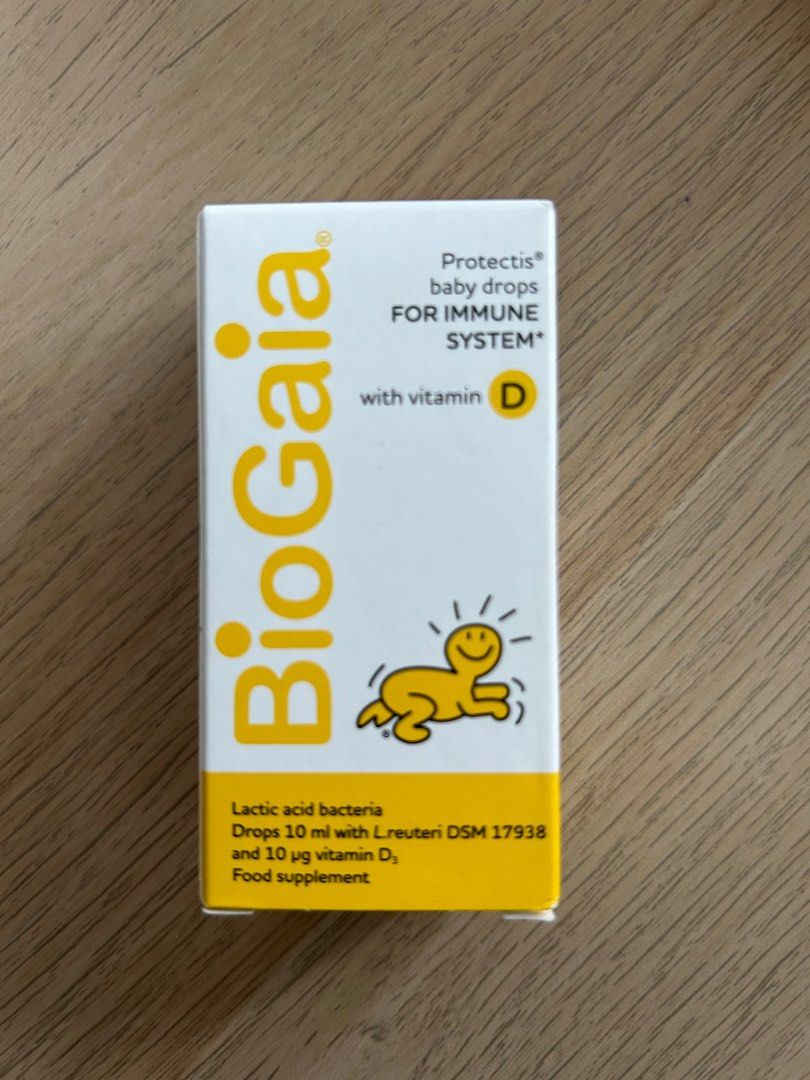 BioGaia®
Protectis®
baby drops
FOR IMMUNE
SYSTEM*
with vitamin D
®
Lactic acid bacteria
Drops 10 ml with L.reuteri DSM 17938
and 10 µg vitamin D₃
Food supplement